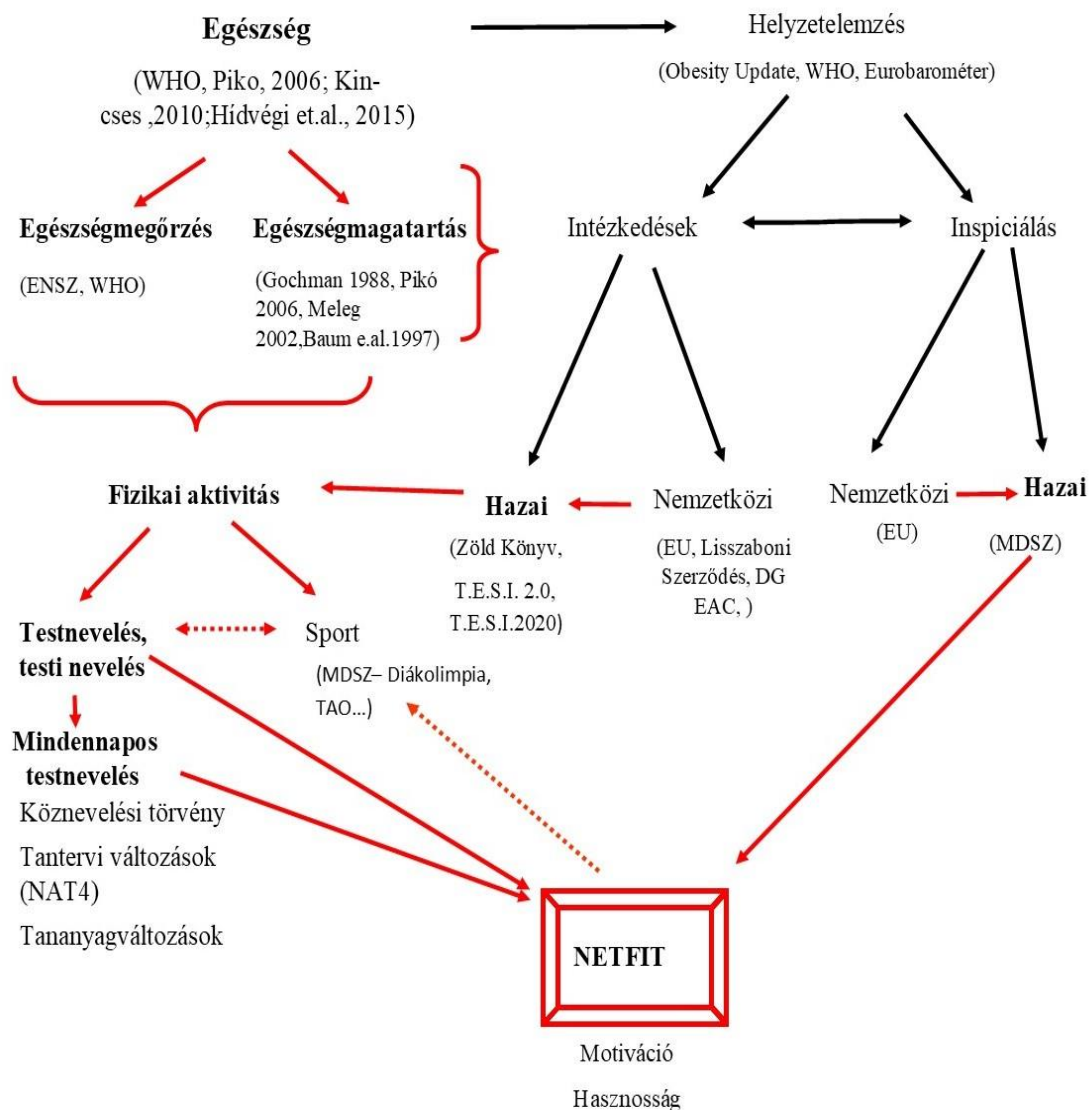 Egészség
(WHO, Piko, 2006; Kin-
cses ,2010;Hídvégi et.al., 2015)
Helyzetelemzés
(Obesity Update, WHO, Eurobarométer)
Egészségmegőrzés
(ENSZ, WHO)
Egészségmagatartás
(Gochman 1988, Pikó
2006, Meleg
2002,Baum e.al.1997)
Intézkedések
Inspiciálás
Fizikai aktivitás
Hazai
(Zöld Könyv,
T.E.S.I. 2.0,
T.E.S.I.2020)
Nemzetközi
(EU, Lisszaboni
Szerződés, DG
EAC, )
Nemzetközi
(EU)
Hazai
(MDSZ)
Testnevelés,
testi nevelés
Sport
(MDSZ– Diákolimpia,
TAO...)
Mindennapos
testnevelés
Köznevelési törvény
Tantervi változások
(NAT4)
Tananyagváltozások
NETFIT
Motiváció
Hasznosság